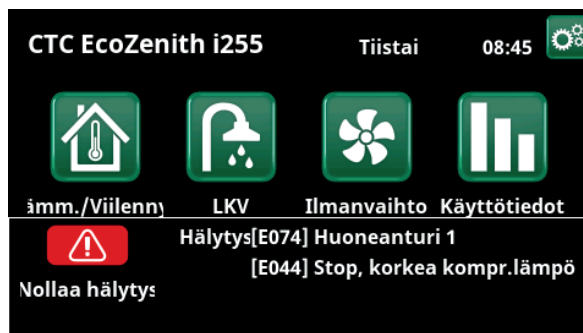 CTC EcoZenith i255 Tiistai 08:45
ämm./Viilenny LKV Ilmanvaihto Käyttötiedot
Hälytys[E074] Huoneanturi 1
[E044] Stop, korkea kompr.lämpö
Nollaa hälytys